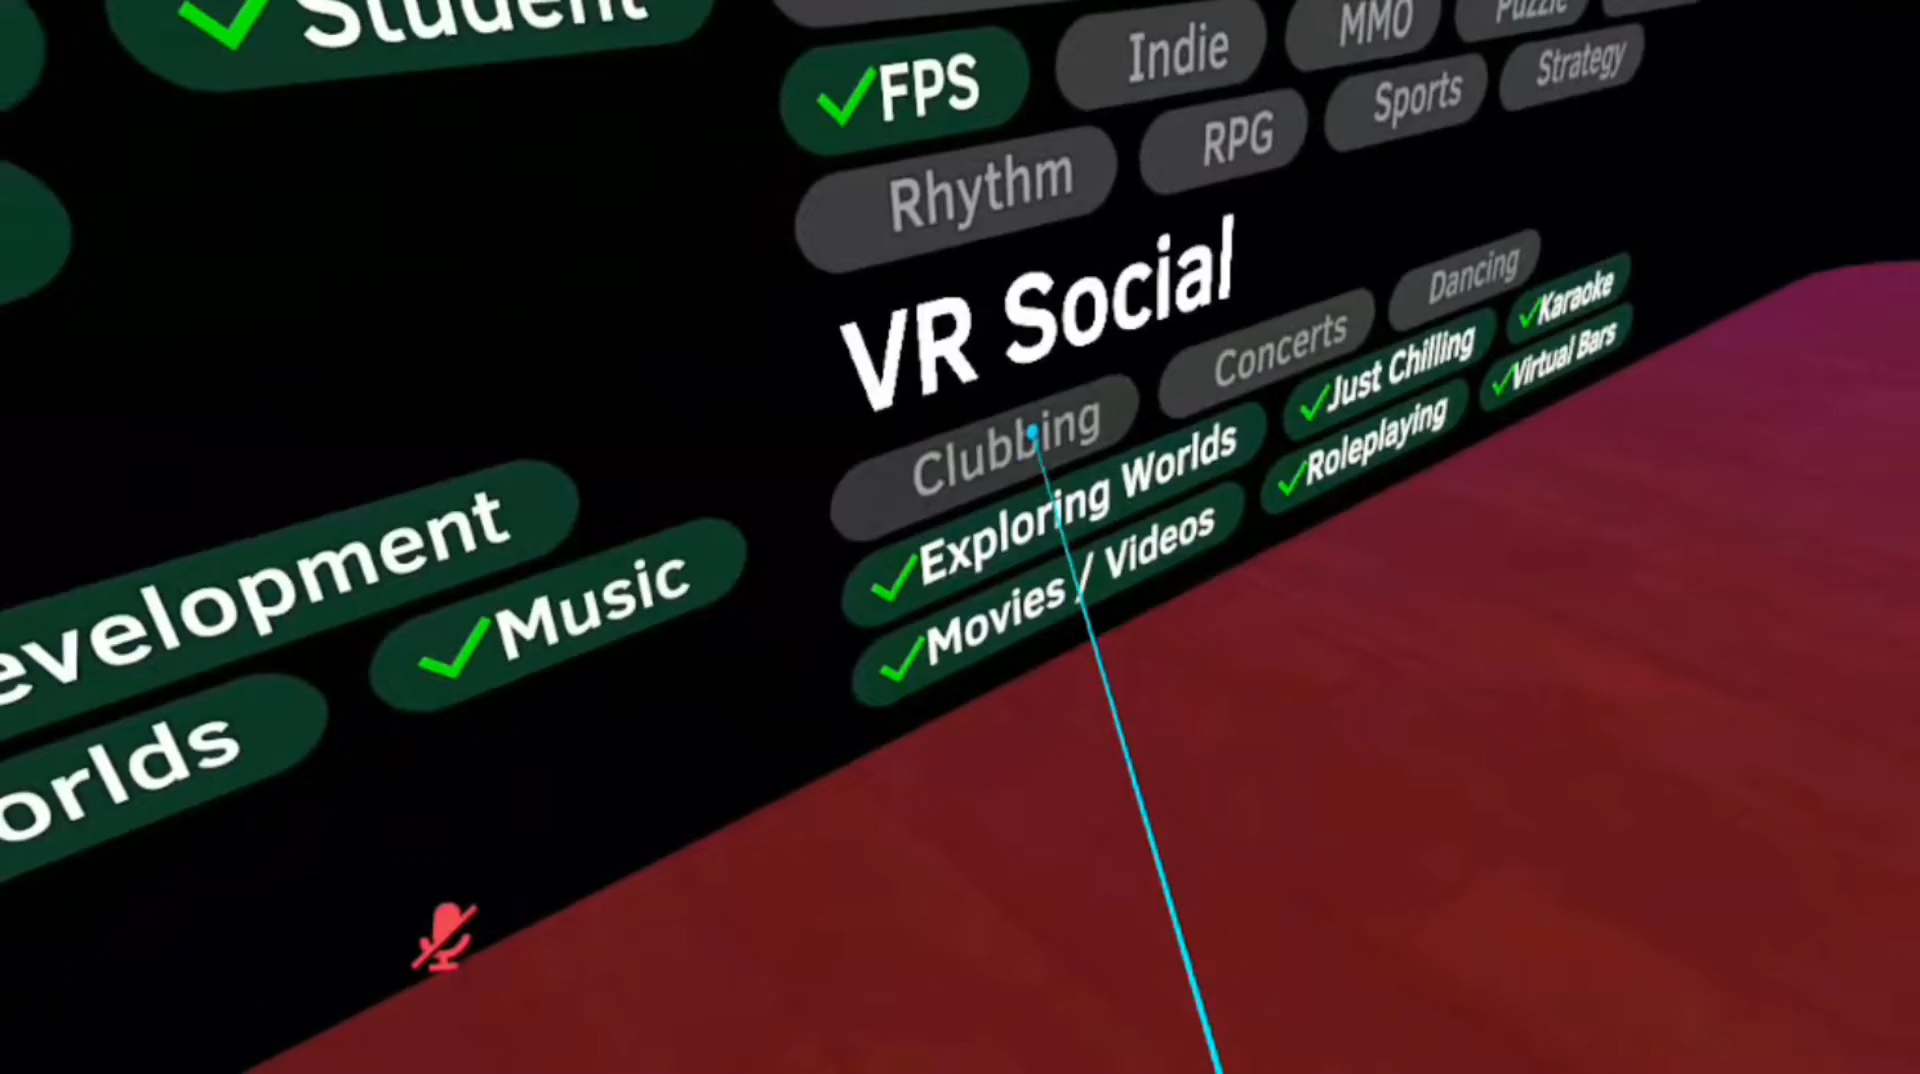 Student
evelopment
Music
orlds
MMO Puzzle
FPS Indie
Rhythm RPG Sports Strategy
VR Social
Clubbing Concerts Dancing
Exploring Worlds Just Chilling Karaoke
Movies / Videos Roleplaying Virtual Bars